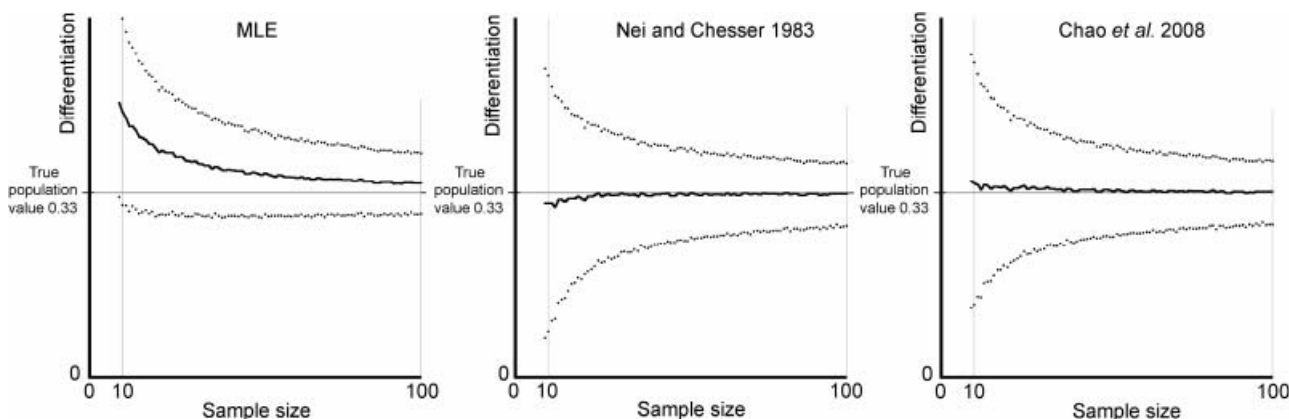 MLE
Differentiation
True
population
value 0.33
0
0 10 100
Sample size
Nei and Chesser 1983
Differentiation
True
population
value 0.33
0
0 10 100
Sample size
Chao et al. 2008
Differentiation
True
population
value 0.33
0
0 10 100
Sample size